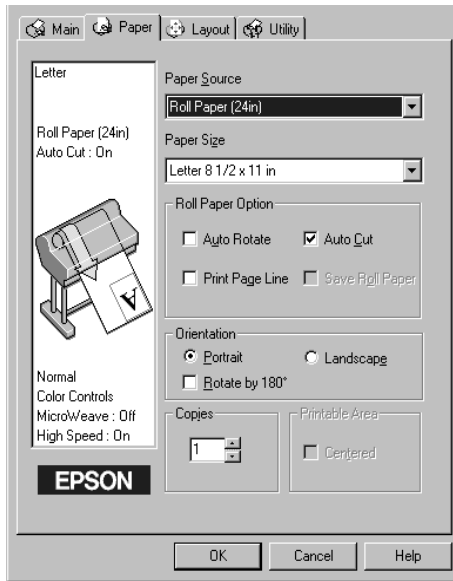 Main Paper Layout Utility
Letter
Roll Paper (24in)
Auto Cut : On
A
Normal
Color Controls
MicroWeave : Off
High Speed : On
EPSON
Paper Source
Roll Paper (24in)
Paper Size
Letter 8 1/2 x 11 in
Roll Paper Option
Auto Rotate Auto Cut
Print Page Line Save Roll Paper
Orientation
Portrait Landscape
Rotate by 180°
Copies Printable Area
1 Centered
OK Cancel Help